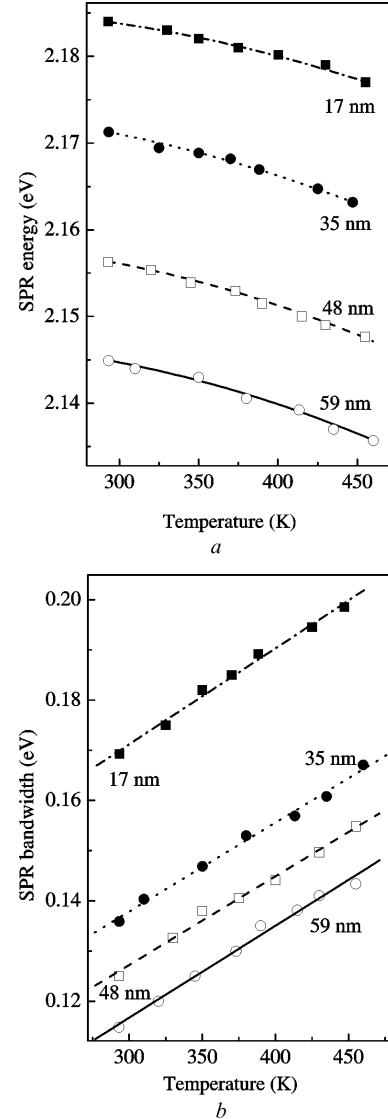 2.18
17 nm
2.17
35 nm
SPR energy (eV)
2.16
48 nm
2.15
59 nm
2.14
300 350 400 450
Temperature (K)
a
0.20
0.18
17 nm
35 nm
SPR bandwidth (eV)
0.16
0.14
59 nm
48 nm
0.12
300 350 400 450
Temperature (K)
b